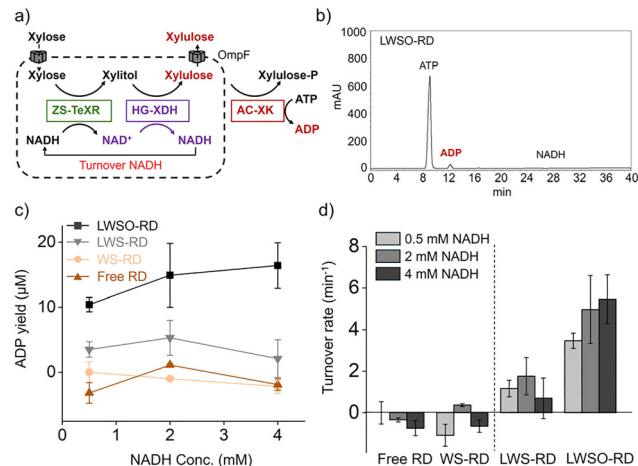 a)
Xylose
Xylulose
OmpF
Xylose
Xylitol
Xylulose
Xylulose-P
ZS-TeXR
HG-XDH
AC-XK
ATP
ADP
NADH
NAD+
NADH
Turnover NADH
b)
LWSO-RD
ATP
ADP
NADH
mAU
1000
800
600
400
200
0
0 4 8 12 16 20 24 28 32 36 40
min
c)
LWSO-RD
LWS-RD
WS-RD
Free RD
ADP yield (µM)
20
10
0
0 1 2 3 4
NADH Conc. (mM)
d)
0.5 mM NADH
2 mM NADH
4 mM NADH
Turnover rate (min-1)
8
6
4
2
0
-2
Free RD WS-RD LWS-RD LWSO-RD